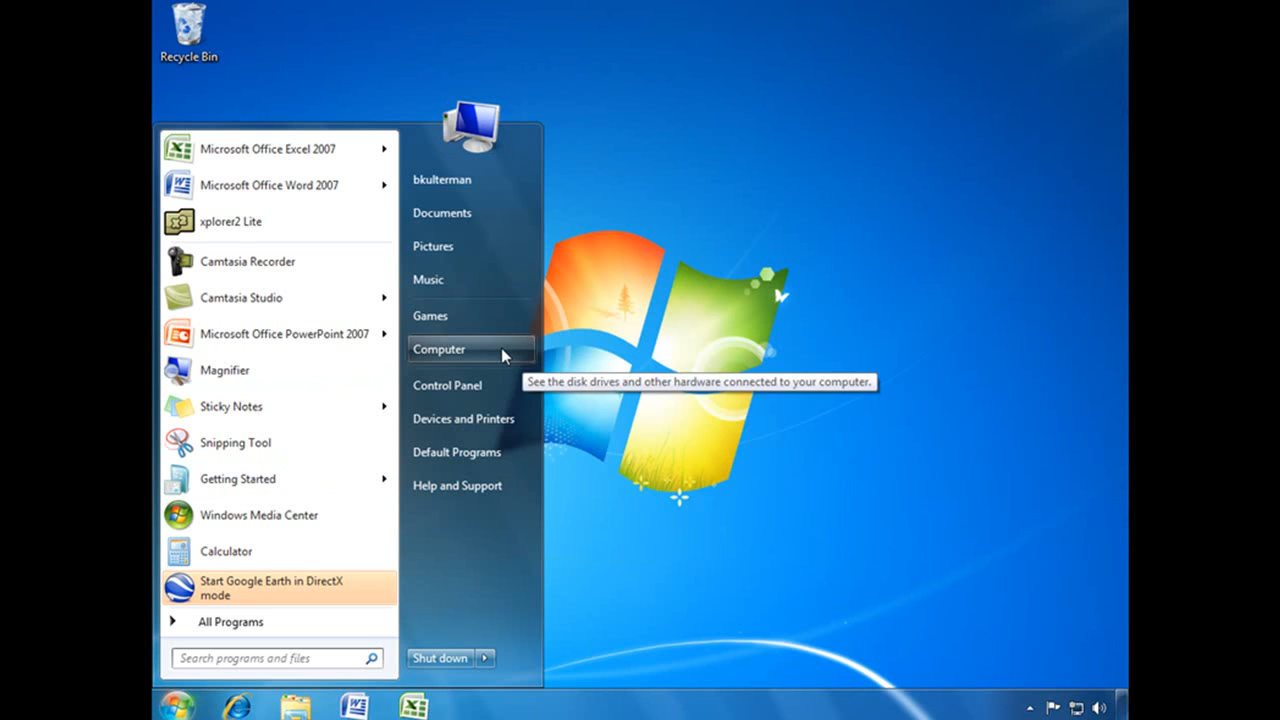 Recycle Bin
Microsoft Office Excel 2007
Microsoft Office Word 2007
xplorer2 Lite
Camtasia Recorder
Camtasia Studio
Microsoft Office PowerPoint 2007
Magnifier
Sticky Notes
Snipping Tool
Getting Started
Windows Media Center
Calculator
Start Google Earth in DirectX
mode
All Programs
Search programs and files
bkulterman
Documents
Pictures
Music
Games
Computer
See the disk drives and other hardware connected to your computer.
Control Panel
Devices and Printers
Default Programs
Help and Support
Shut down